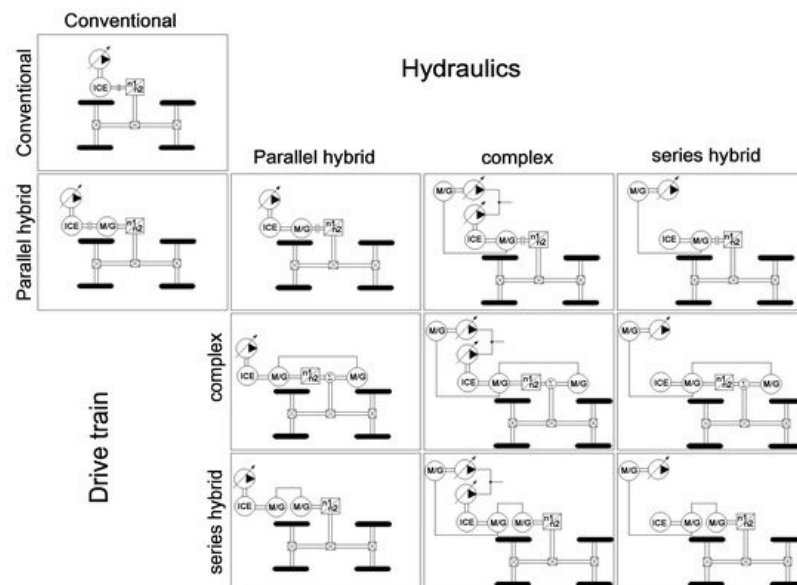 Conventional
Hydraulics
Conventional
ICE n1 n2
Parallel hybrid complex series hybrid
Parallel hybrid
ICE M/G n1 n2
ICE M/G n1 n2
M/G
ICE M/G n1 n2
M/G
ICE M/G n1 n2
Drive train
complex
ICE M/G n1 n2 Σ M/G
M/G
ICE M/G n1 n2 Σ M/G
M/G
ICE M/G n1 n2 Σ M/G
series hybrid
ICE M/G M/G n1 n2
M/G
ICE M/G M/G n1 n2
M/G
ICE M/G M/G n1 n2